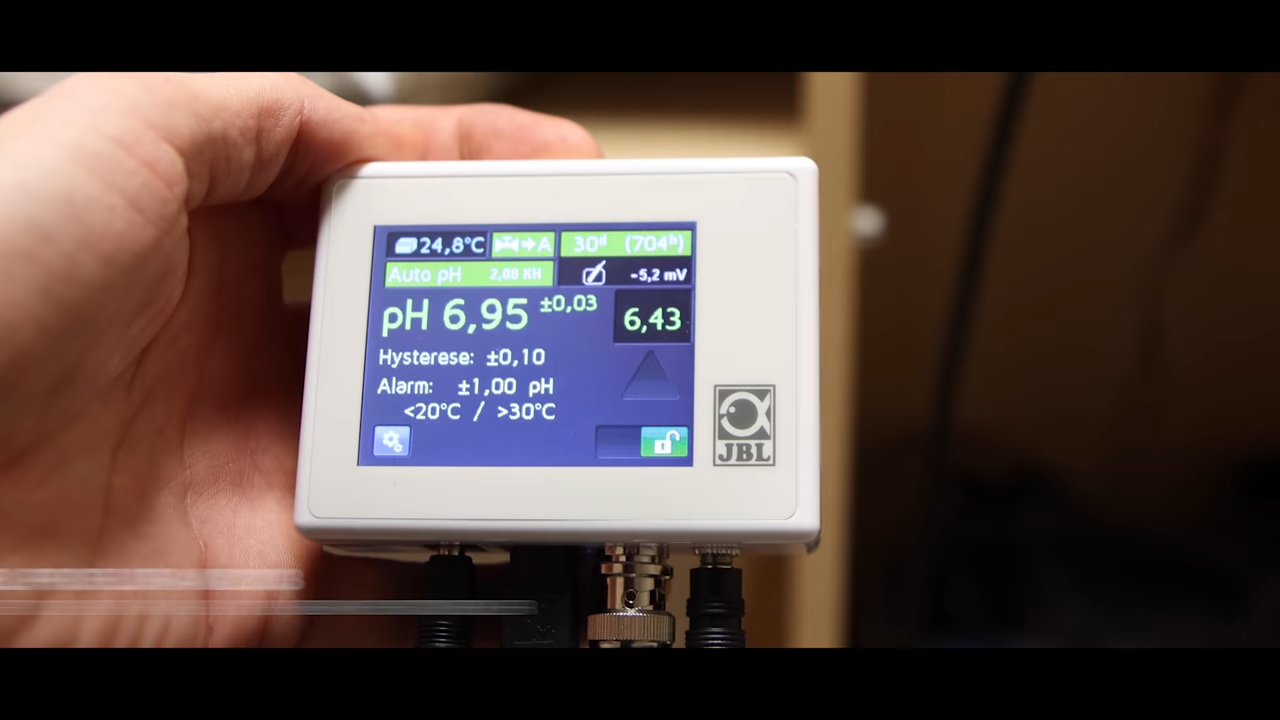 24,8°C A 30d (704h)
Auto pH 2,00 KH -5,2 mV
pH 6,95 ±0,03 6,43
Hysterese: ±0,10
Alarm: ±1,00 pH
<20°C / >30°C
JBL